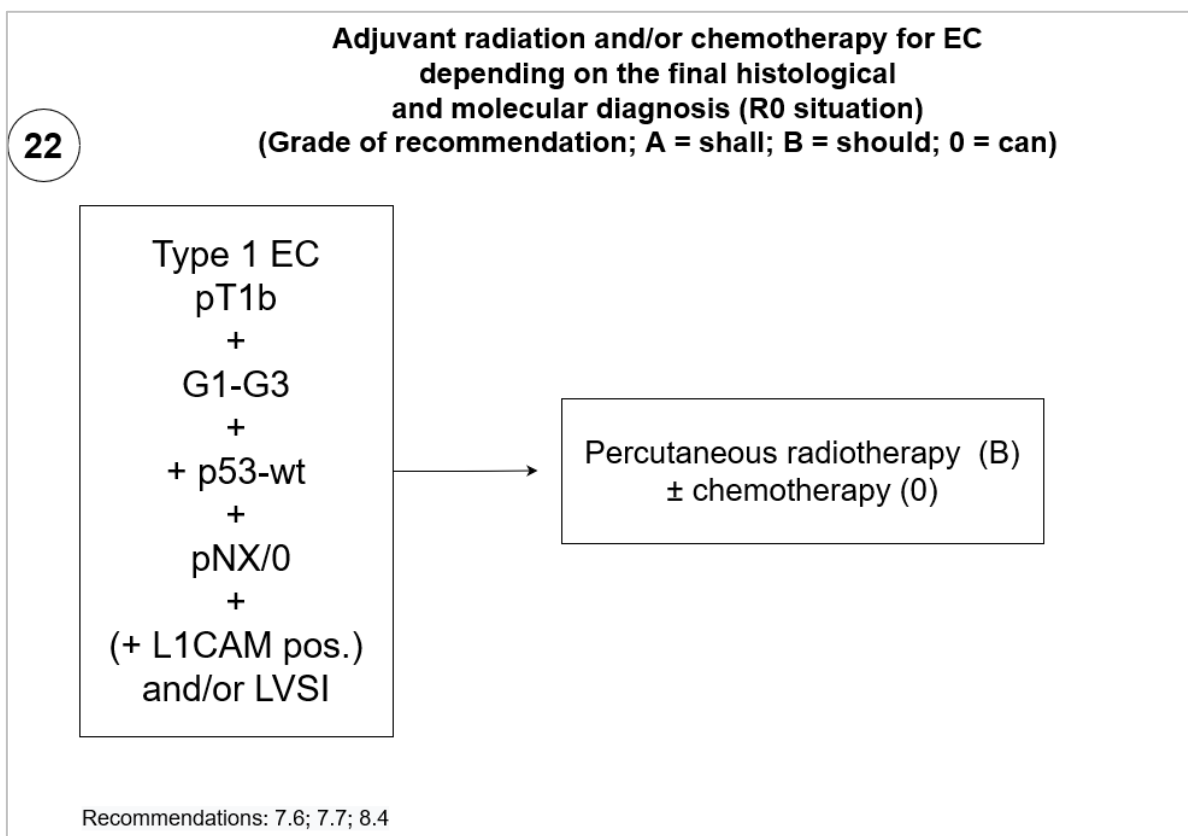 Adjuvant radiation and/or chemotherapy for EC
depending on the final histological
and molecular diagnosis (R0 situation)
(Grade of recommendation; A = shall; B = should; 0 = can)
22
Type 1 EC
pT1b
+
G1-G3
+
+ p53-wt
+
pNX/0
+
(+ L1CAM pos.)
and/or LVSI
Percutaneous radiotherapy (B)
± chemotherapy (0)
Recommendations: 7.6; 7.7; 8.4